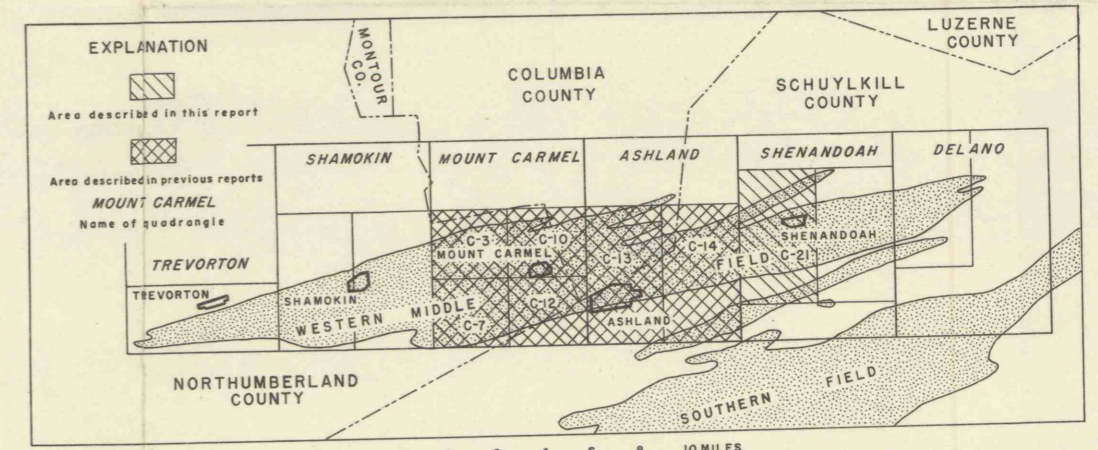 EXPLANATION
Area described in this report
Area described in previous reports
MOUNT CARMEL
Name of quadrangle
MONTOUR
CO.
COLUMBIA
COUNTY
LUZERNE
COUNTY
SCHUYLKILL
COUNTY
SHAMOKIN
MOUNT CARMEL
ASHLAND
SHENANDOAH
DELANO
TREVORTON
TREVORTON
SHAMOKIN
C-3
C-10
MOUNT CARMEL
C-7
C-12
C-13
C-14
ASHLAND
SHENANDOAH
C-21
WESTERN MIDDLE FIELD
NORTHUMBERLAND
COUNTY
SOUTHERN FIELD
10 MILES